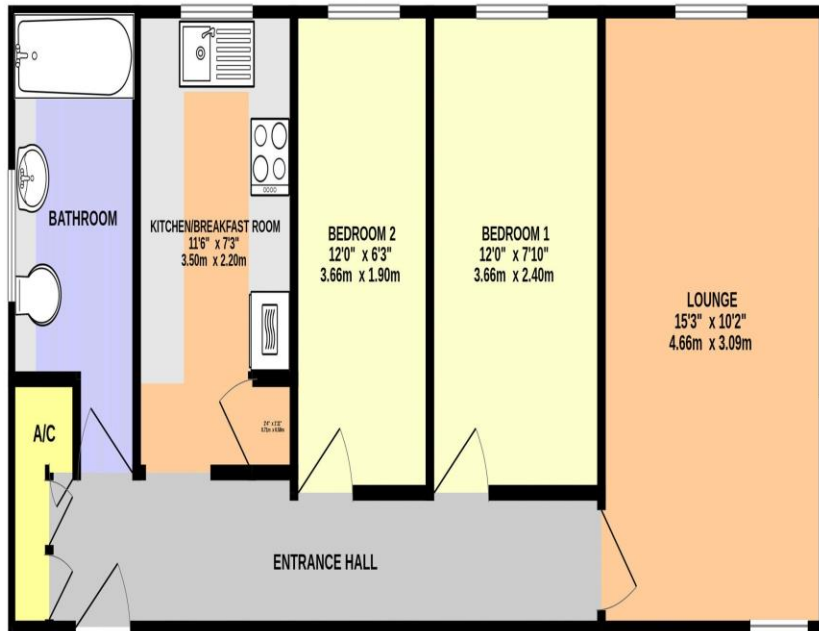 BATHROOM
KITCHEN/BREAKFAST ROOM
11'6" x 7'3"
3.50m x 2.20m
BEDROOM 2
12'0" x 6'3"
3.66m x 1.90m
BEDROOM 1
12'0" x 7'10"
3.66m x 2.40m
LOUNGE
15'3" x 10'2"
4.66m x 3.09m
A/C
ENTRANCE HALL